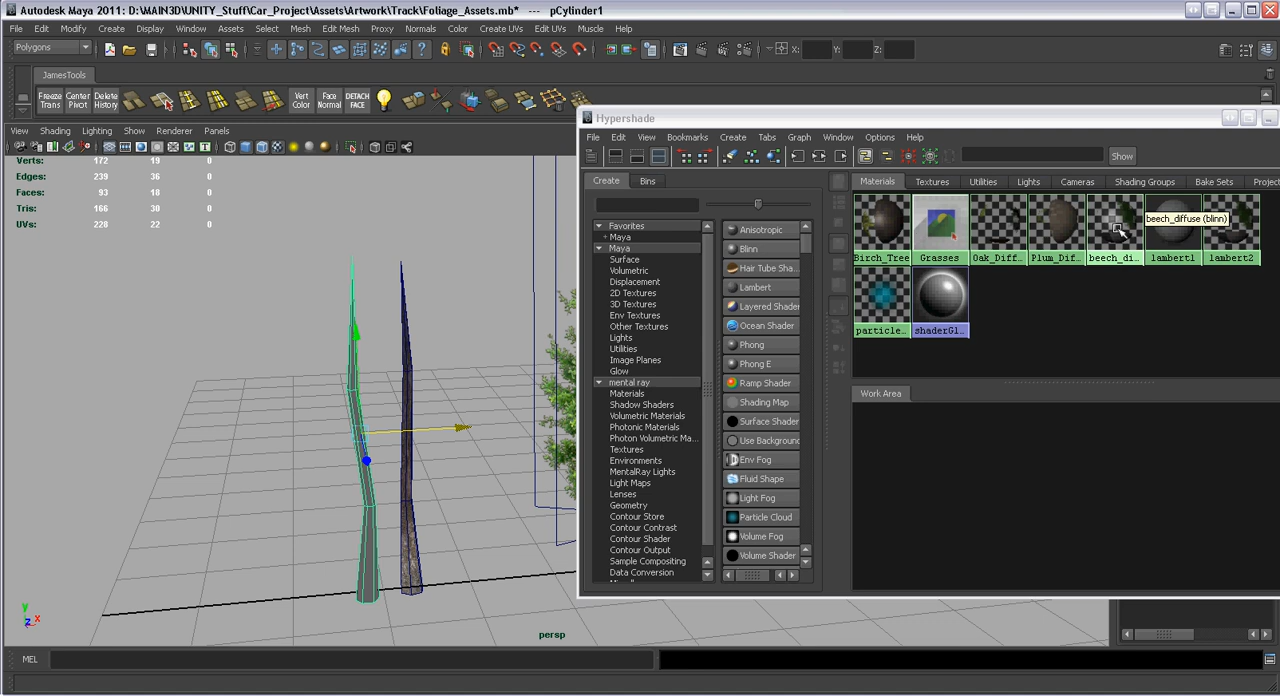 Autodesk Maya 2011: D:\MAIN3D\UNITY_Stuff\Car_Project\Assets\Artwork\Track\Foliage_Assets.mb* --- pCylinder1
File Edit Modify Create Display Window Assets Select Mesh Edit Mesh Proxy Normals Color Create UVs Edit UVs Muscle Help
Polygons X: Y: Z:
JamesTools
Freeze Trans Center Pivot Delete History Vert Color Face Normal DETACH FACE
View Shading Lighting Show Renderer Panels
Verts: 172 19 0
Edges: 239 36 0
Faces: 93 18 0
Tris: 166 30 0
UVs: 228 22 0
persp
Hypershade
File Edit View Bookmarks Create Tabs Graph Window Options Help
Show
Create Bins
Favorites
+ Maya
Maya
Surface
Volumetric
Displacement
2D Textures
3D Textures
Env Textures
Other Textures
Lights
Utilities
Image Planes
Glow
mental ray
Materials
Shadow Shaders
Volumetric Materials
Photonic Materials
Photon Volumetric Ma...
Textures
Environments
MentalRay Lights
Light Maps
Lenses
Geometry
Contour Store
Contour Contrast
Contour Shader
Contour Output
Sample Compositing
Data Conversion
Anisotropic
Blinn
Hair Tube Sha...
Lambert
Layered Shader
Ocean Shader
Phong
Phong E
Ramp Shader
Shading Map
Surface Shader
Use Background
Env Fog
Fluid Shape
Light Fog
Particle Cloud
Volume Fog
Volume Shader
Materials Textures Utilities Lights Cameras Shading Groups Bake Sets Project
beech_diffuse (blinn)
Birch_Tree Grasses Oak_Diff... Plum_Dif... beech_di... lambert1 lambert2
particle... shaderGl...
Work Area
MEL